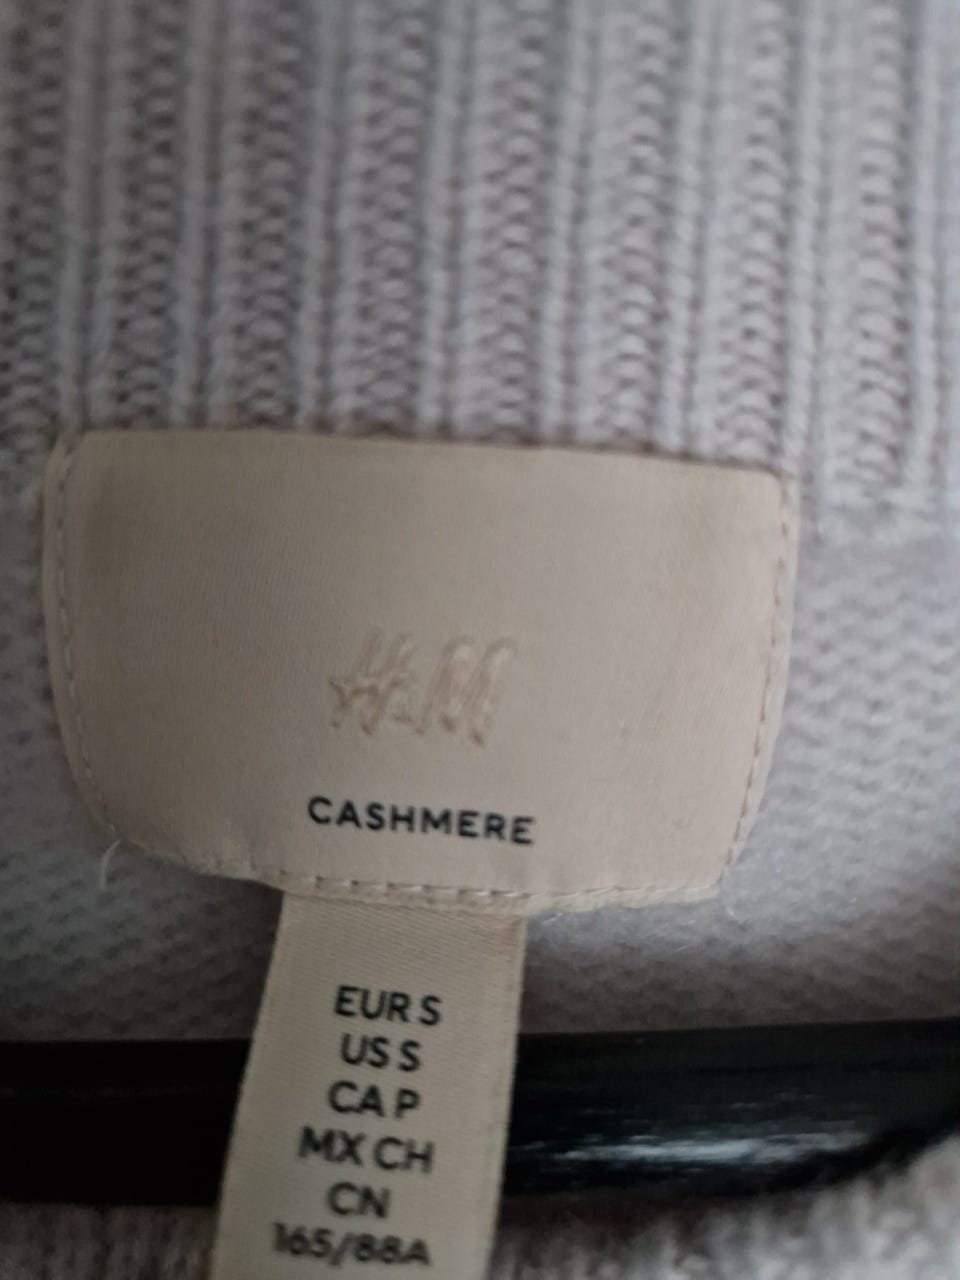 H&M
CASHMERE
EUR S
US S
CA P
MX CH
CN
165/88A